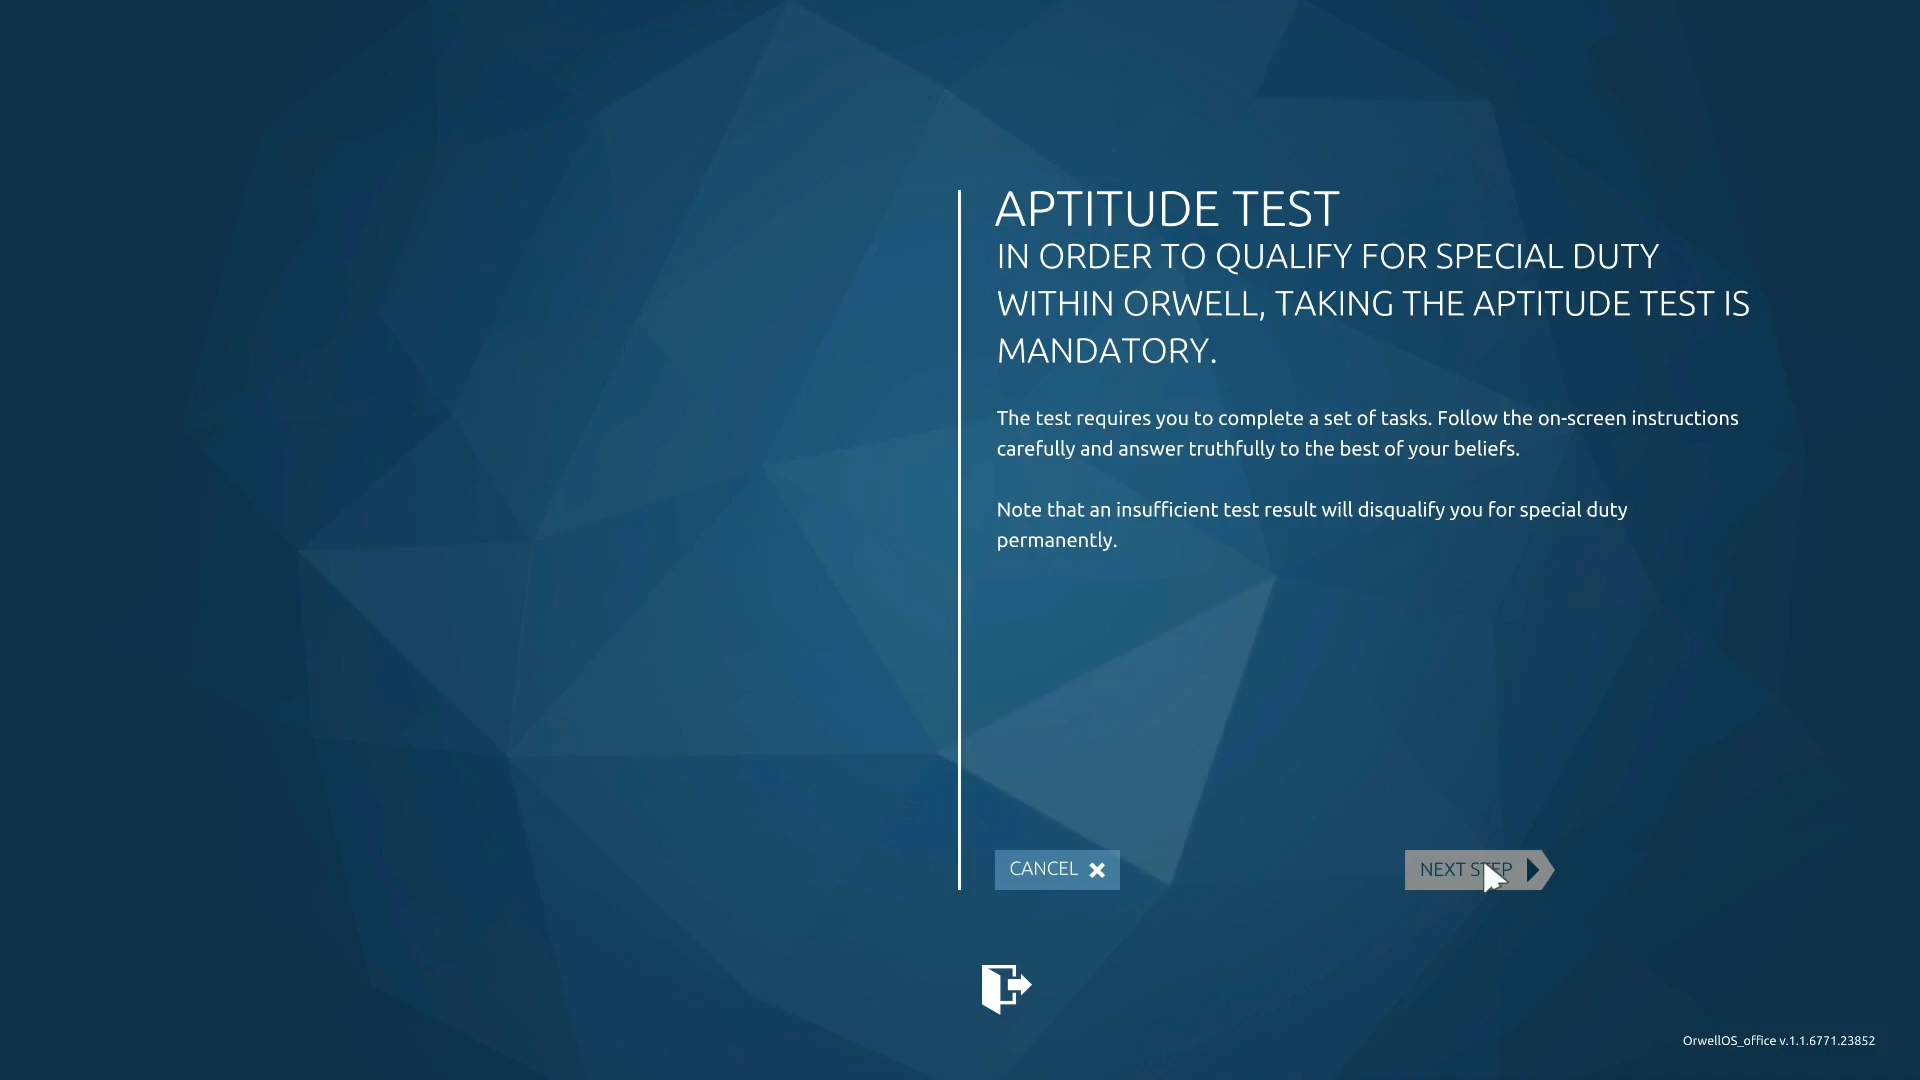 APTITUDE TEST
IN ORDER TO QUALIFY FOR SPECIAL DUTY
WITHIN ORWELL, TAKING THE APTITUDE TEST IS
MANDATORY.
The test requires you to complete a set of tasks. Follow the on-screen instructions
carefully and answer truthfully to the best of your beliefs.
Note that an insufficient test result will disqualify you for special duty
permanently.
CANCEL
NEXT STEP
OrwellOS_office v.1.1.6771.23852